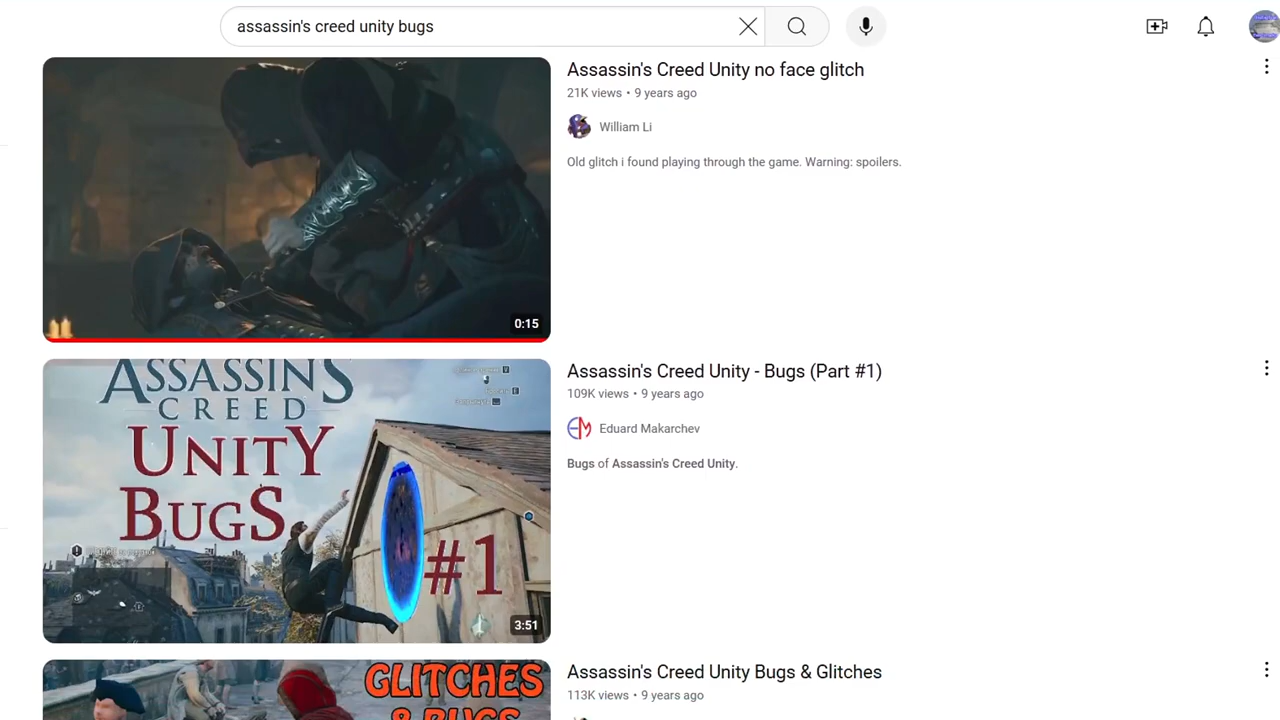 assassin's creed unity bugs
Assassin's Creed Unity no face glitch
21K views • 9 years ago
William Li
Old glitch i found playing through the game. Warning: spoilers.
0:15
ASSASSIN'S
CREED
UNITY
BUGS
#1
3:51
Assassin's Creed Unity - Bugs (Part #1)
109K views • 9 years ago
Eduard Makarchev
Bugs of Assassin's Creed Unity.
GLITCHES
& BUGS
Assassin's Creed Unity Bugs & Glitches
113K views • 9 years ago